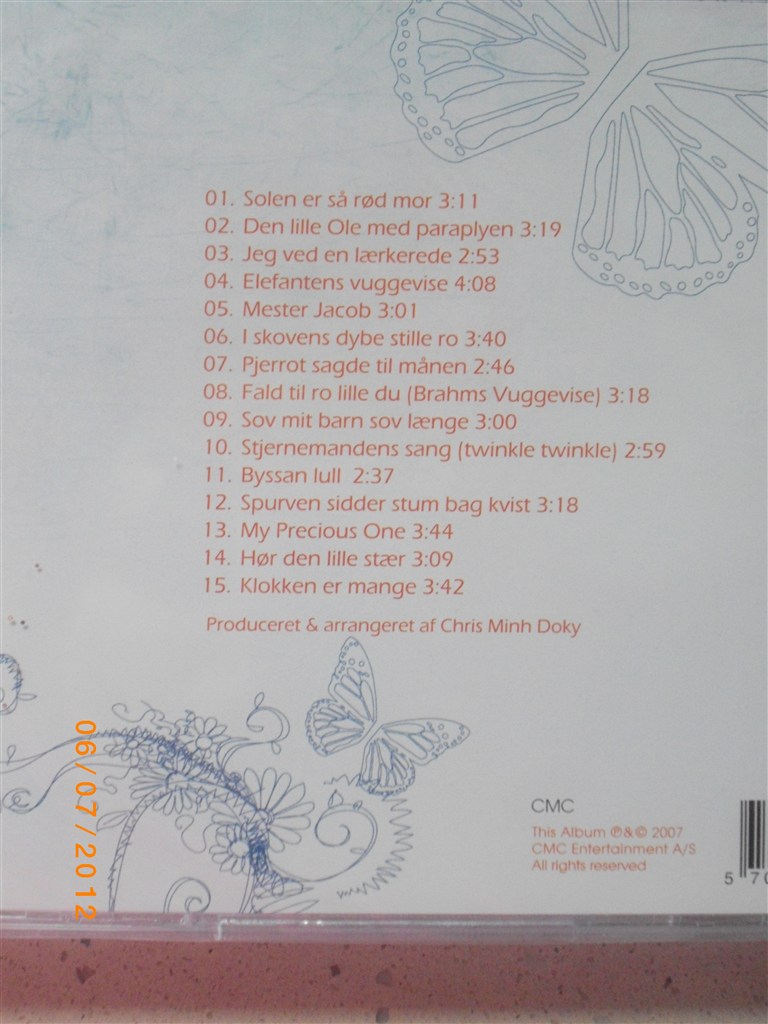 01. Solen er så rød mor 3:11
02. Den lille Ole med paraplyen 3:19
03. Jeg ved en lærkerede 2:53
04. Elefantens vuggevise 4:08
05. Mester Jacob 3:01
06. I skovens dybe stille ro 3:40
07. Pjerrot sagde til månen 2:46
08. Fald til ro lille du (Brahms Vuggevise) 3:18
09. Sov mit barn sov længe 3:00
10. Stjernemandens sang (twinkle twinkle) 2:59
11. Byssan lull 2:37
12. Spurven sidder stum bag kvist 3:18
13. My Precious One 3:44
14. Hør den lille stær 3:09
15. Klokken er mange 3:42
Produceret & arrangeret af Chris Minh Doky
CMC
This Album ℗&© 2007
CMC Entertainment A/S
All rights reserved
5 70
06/07/2012